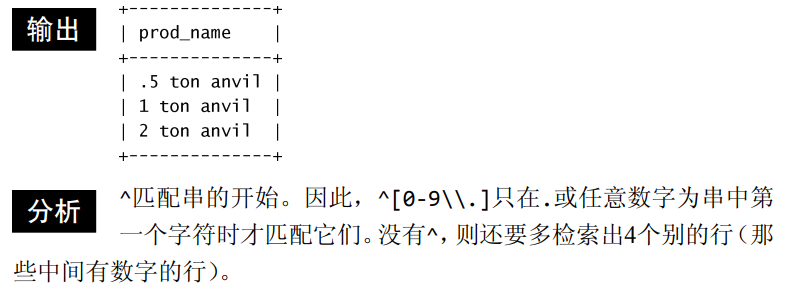 输出
+--------------+
| prod_name    |
+--------------+
| .5 ton anvil |
| 1 ton anvil  |
| 2 ton anvil  |
+--------------+
分析
^匹配串的开始。因此，^[0-9\\.]只在.或任意数字为串中第
一个字符时才匹配它们。没有^，则还要多检索出4个别的行（那
些中间有数字的行）。